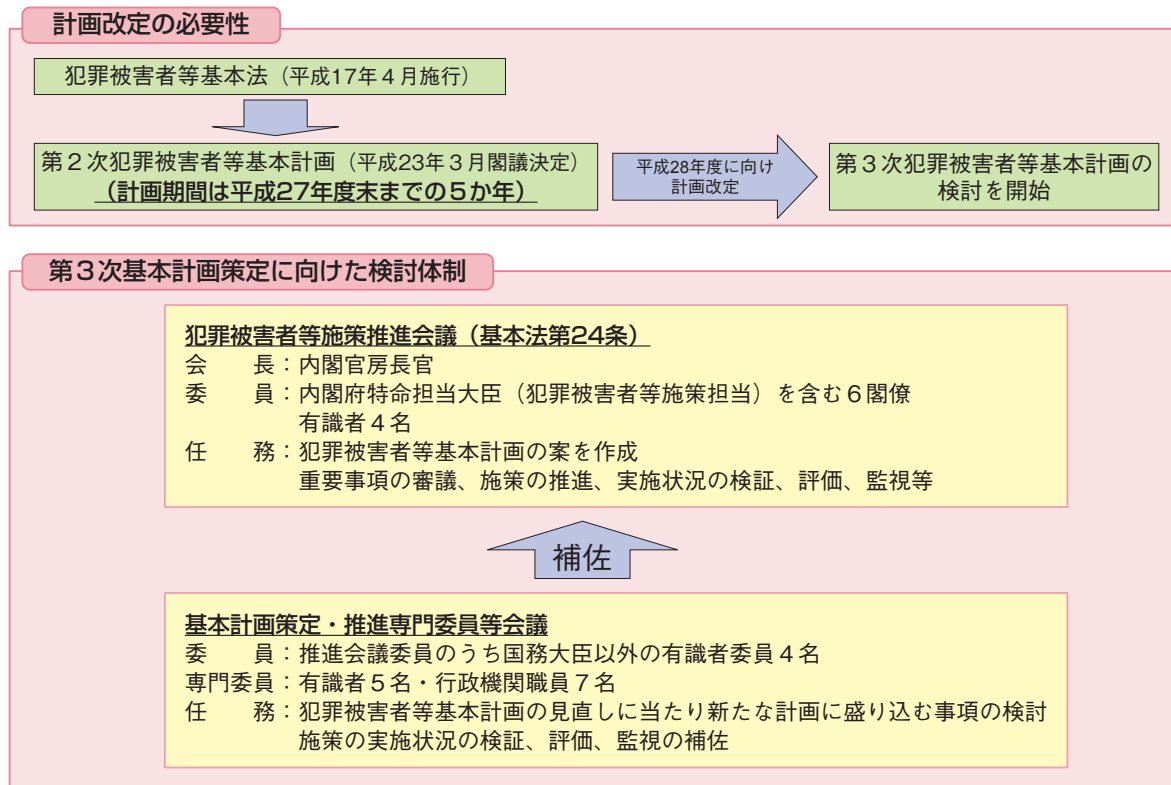 計画改定の必要性
犯罪被害者等基本法（平成17年４月施行）
第２次犯罪被害者等基本計画（平成23年３月閣議決定）
（計画期間は平成27年度末までの５か年）
平成28年度に向け
計画改定
第３次犯罪被害者等基本計画の
検討を開始
第３次基本計画策定に向けた検討体制
犯罪被害者等施策推進会議（基本法第24条）
会　　長：内閣官房長官
委　　員：内閣府特命担当大臣（犯罪被害者等施策担当）を含む６閣僚
有識者４名
任　　務：犯罪被害者等基本計画の案を作成
重要事項の審議、施策の推進、実施状況の検証、評価、監視等
補佐
基本計画策定・推進専門委員等会議
委　　員：推進会議委員のうち国務大臣以外の有識者委員４名
専門委員：有識者５名・行政機関職員７名
任　　務：犯罪被害者等基本計画の見直しに当たり新たな計画に盛り込む事項の検討
施策の実施状況の検証、評価、監視の補佐